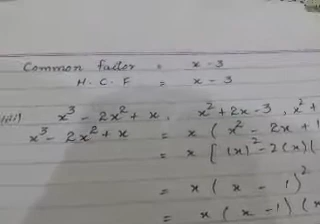 Common factor = x - 3
H. C. F = x - 3
x³ - 2x² + x , x² + 2x - 3 , x² +
x³ - 2x² + x = x ( x² - 2x + 1
= x [ (x)² - 2(x)(
= x ( x - 1)²
= x (x - 1) (x